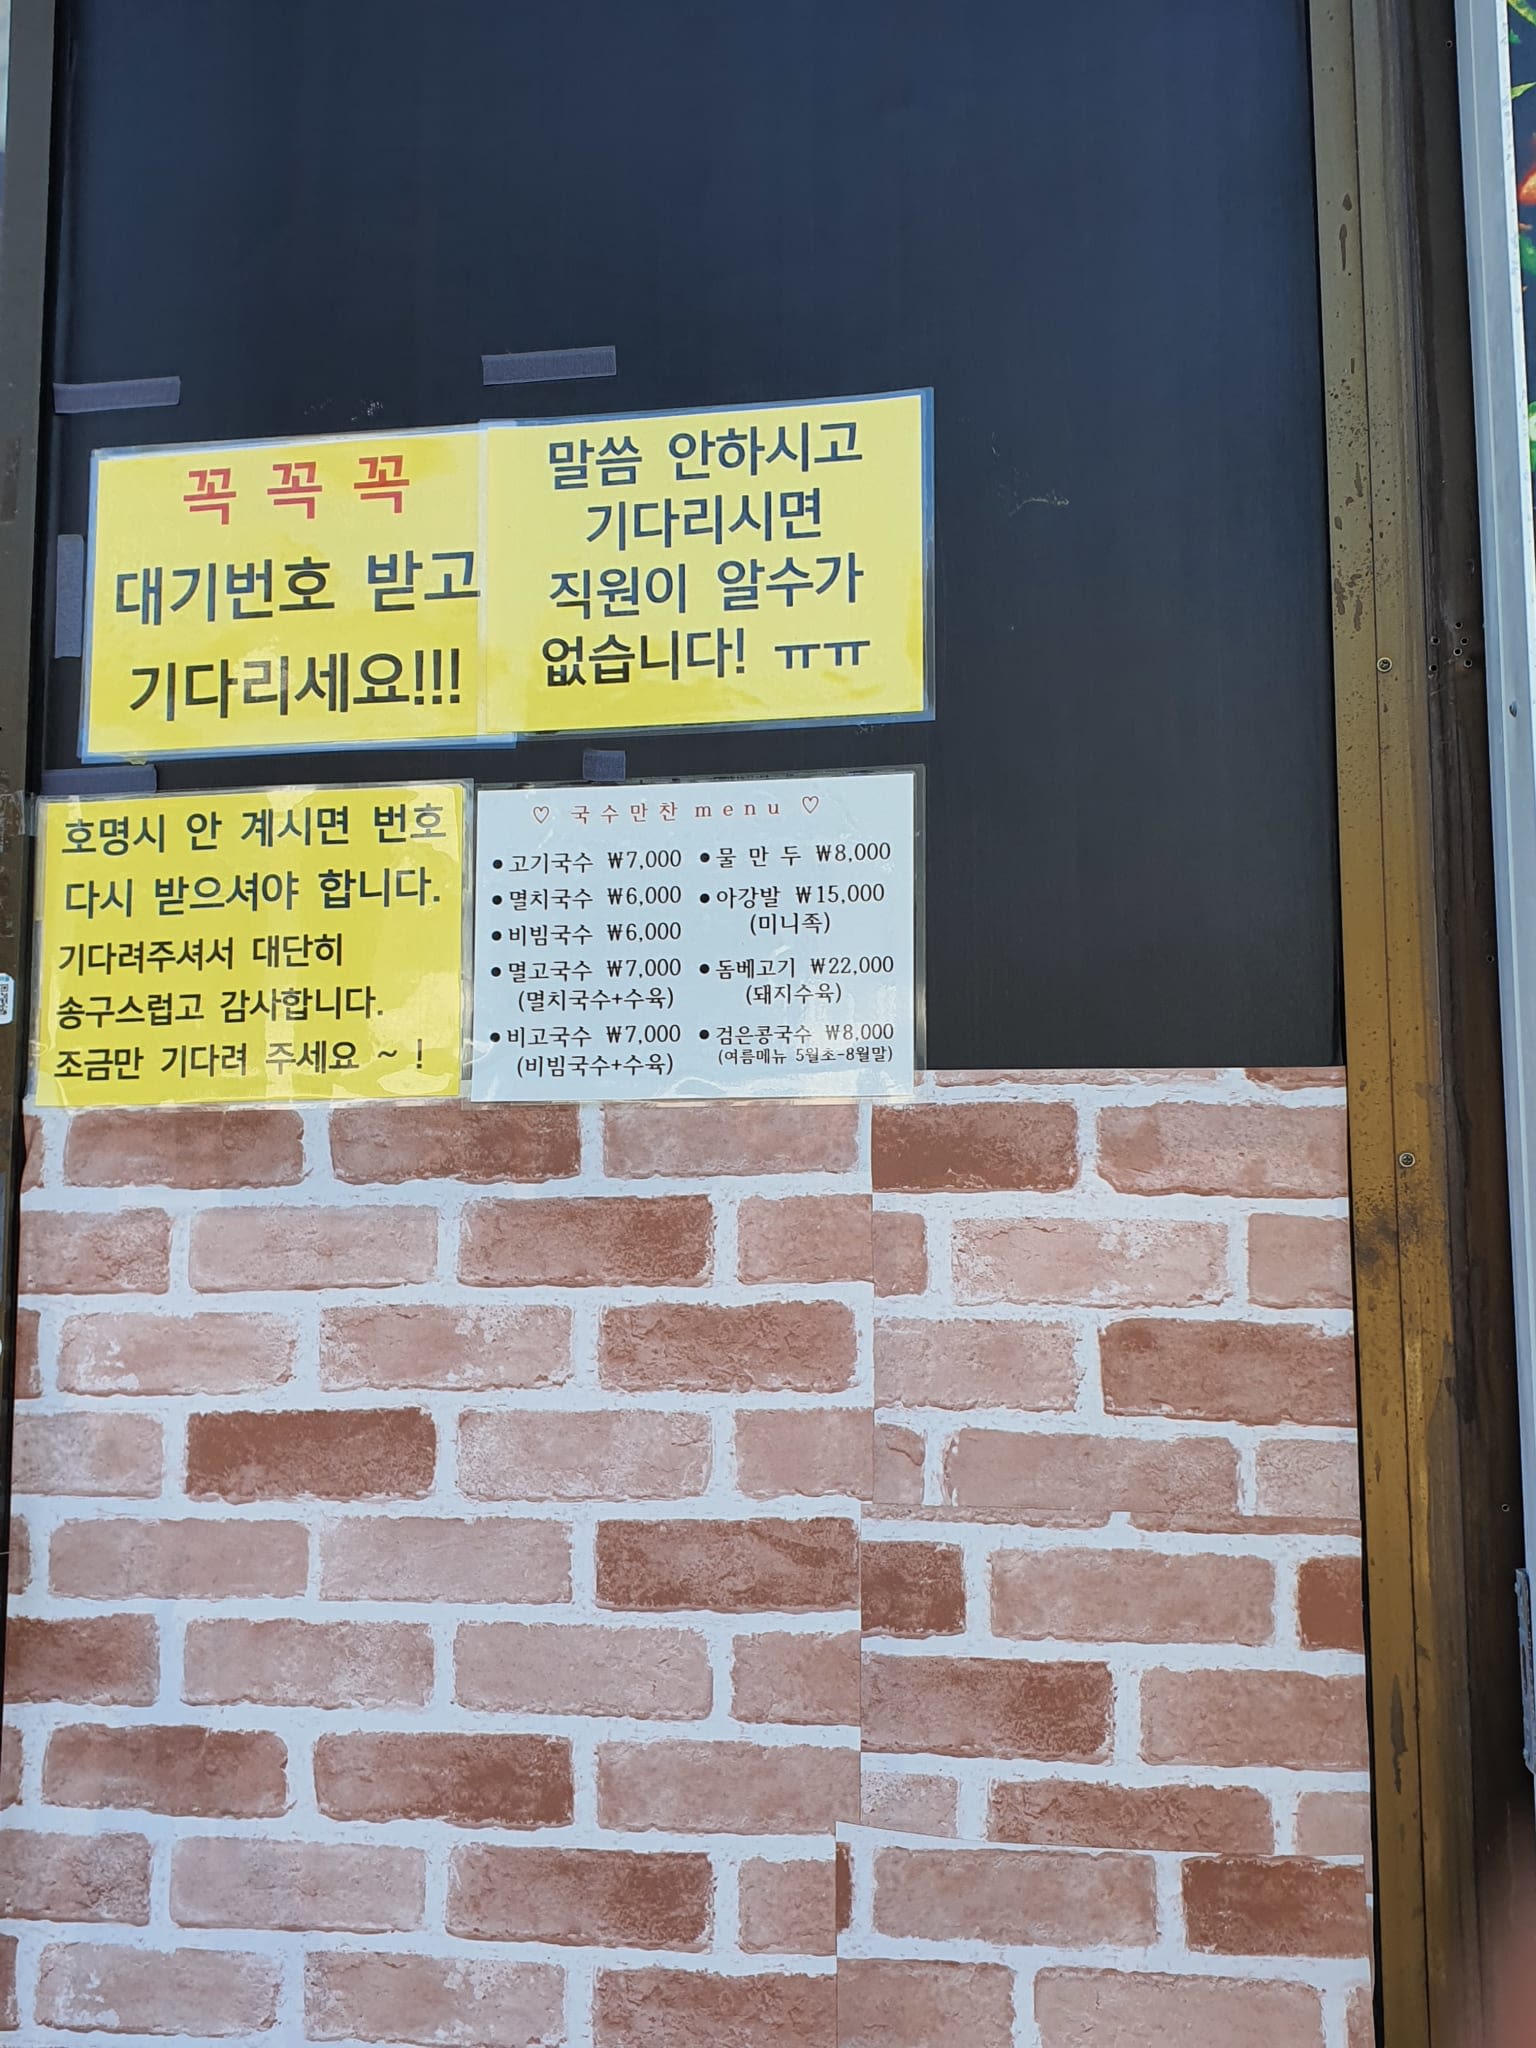 꼭 꼭 꼭
대기번호 받고
기다리세요!!!
말씀 안하시고
기다리시면
직원이 알수가
없습니다! ㅠㅠ
호명시 안 계시면 번호
다시 받으셔야 합니다.
기다려주셔서 대단히
송구스럽고 감사합니다.
조금만 기다려 주세요 ~ !
♡ 국수만찬 menu ♡
•고기국수 ₩7,000
•멸치국수 ₩6,000
•비빔국수 ₩6,000
•멸고국수 ₩7,000
(멸치국수+수육)
•비고국수 ₩7,000
(비빔국수+수육)
•물 만 두 ₩8,000
•아강발 ₩15,000
(미니족)
•돔베고기 ₩22,000
(돼지수육)
•검은콩국수 ₩8,000
(여름메뉴 5월초-8월말)